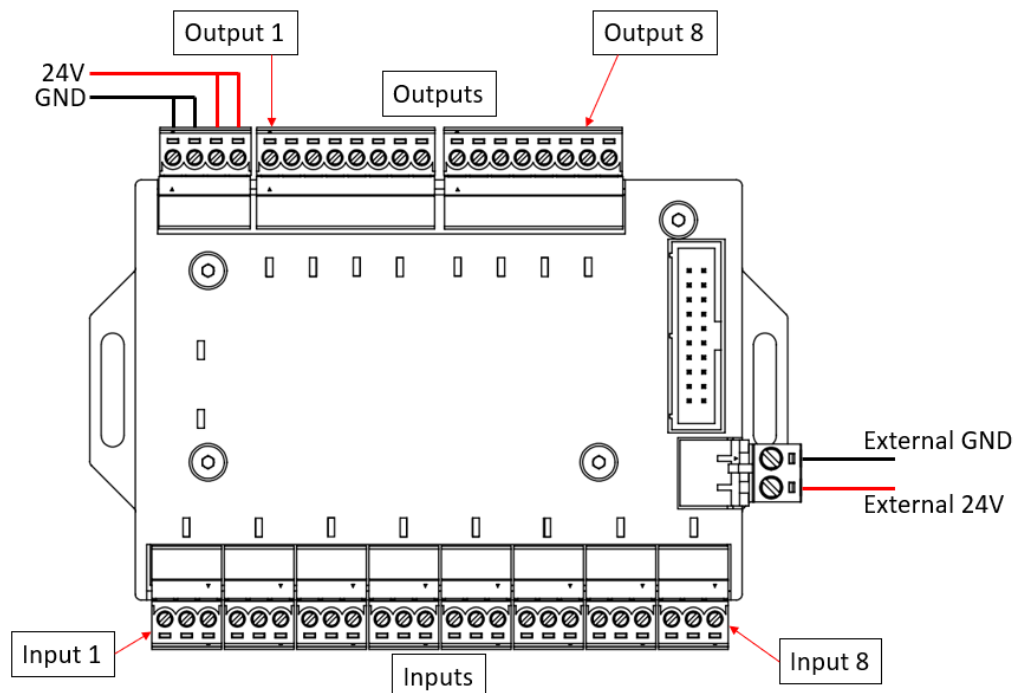 Output 1
Output 8
24V
GND
Outputs
External GND
External 24V
Input 1
Inputs
Input 8